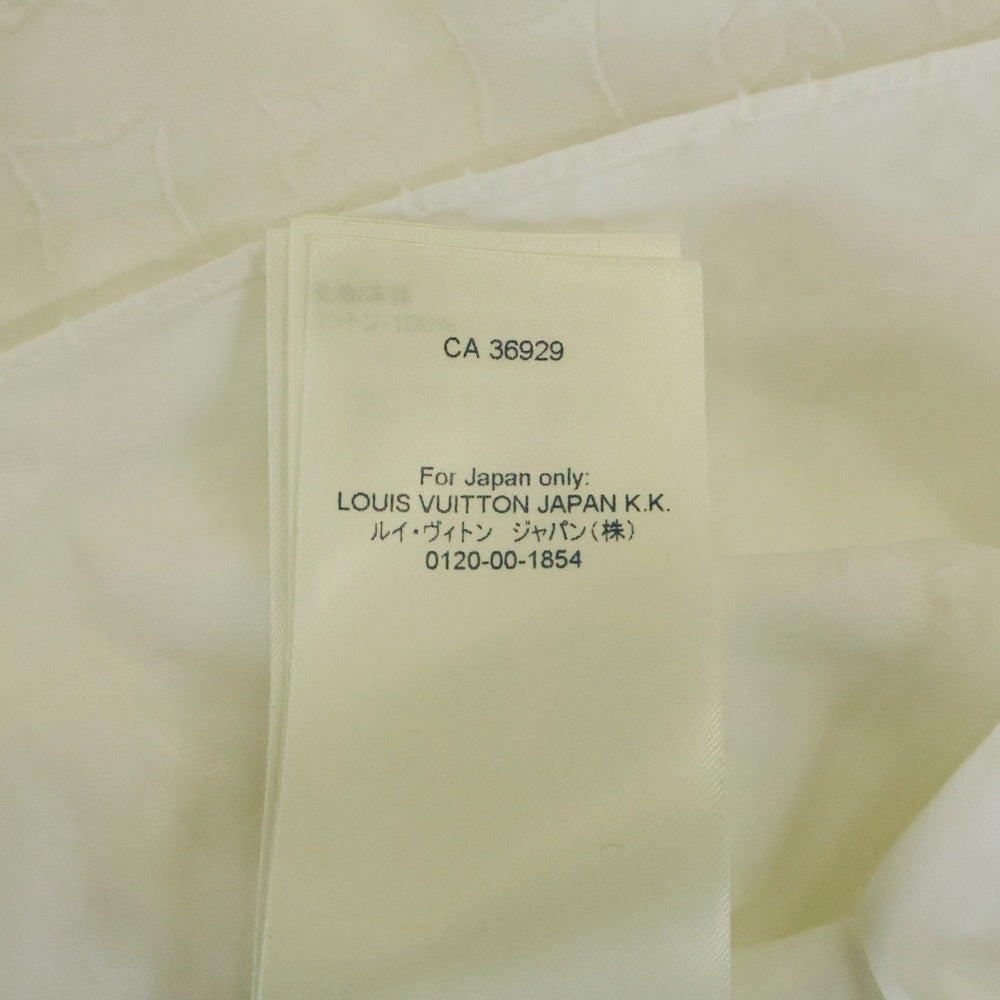 CA 36929
For Japan only:
LOUIS VUITTON JAPAN K.K.
ルイ・ヴィトン ジャパン(株)
0120-00-1854